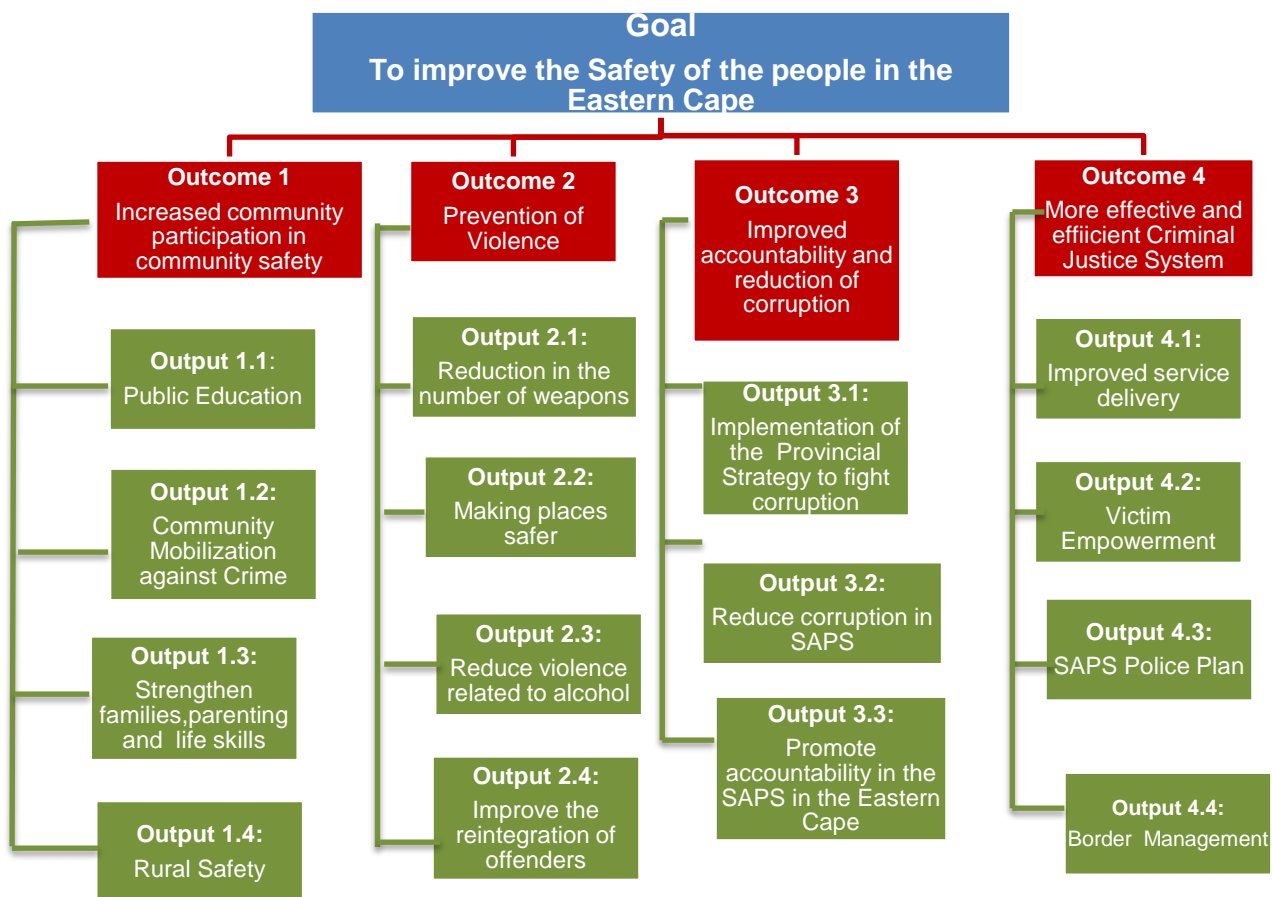 Goal
To improve the Safety of the people in the
Eastern Cape
Outcome 1
Increased community
participation in
community safety
Output 1.1:
Public Education
Output 1.2:
Community
Mobilization
against Crime
Output 1.3:
Strengthen
families,parenting
and life skills
Output 1.4:
Rural Safety
Outcome 2
Prevention of
Violence
Output 2.1:
Reduction in the
number of weapons
Output 2.2:
Making places
safer
Output 2.3:
Reduce violence
related to alcohol
Output 2.4:
Improve the
reintegration of
offenders
Outcome 3
Improved
accountability and
reduction of
corruption
Output 3.1:
Implementation of
the Provincial
Strategy to fight
corruption
Output 3.2:
Reduce corruption in
SAPS
Output 3.3:
Promote
accountability in the
SAPS in the Eastern
Cape
Outcome 4
More effective and
effiicient Criminal
Justice System
Output 4.1:
Improved service
delivery
Output 4.2:
Victim
Empowerment
Output 4.3:
SAPS Police Plan
Output 4.4:
Border Management